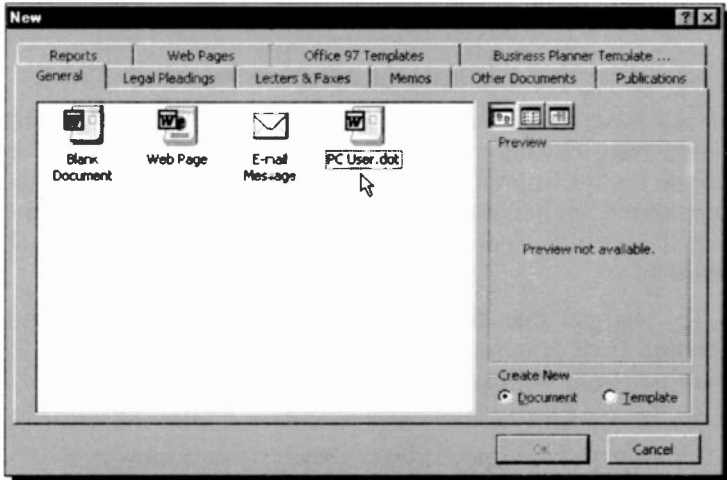 New
Reports Web Pages Office 97 Templates Business Planner Template ...
General Legal Pleadings Letters & Faxes Memos Other Documents Publications
Blank Document
Web Page
E-mail Message
PC User.dot
Preview
Preview not available.
Create New
Document Template
OK Cancel